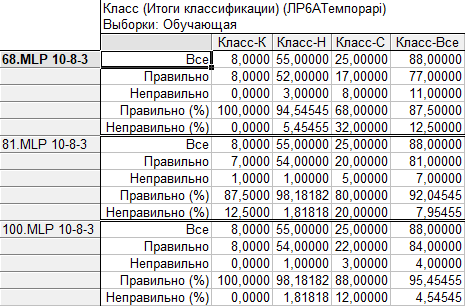 Класс (Итоги классификации) (ЛР6АТемпорарі)
Выборки: Обучающая
Класс-К Класс-Н Класс-С Класс-Все
68.MLP 10-8-3 Все 8,0000 55,00000 25,00000 88,00000
Правильно 8,0000 52,00000 17,00000 77,00000
Неправильно 0,0000 3,00000 8,00000 11,00000
Правильно (%) 100,0000 94,54545 68,00000 87,50000
Неправильно (%) 0,0000 5,45455 32,00000 12,50000
81.MLP 10-8-3 Все 8,0000 55,00000 25,00000 88,00000
Правильно 7,0000 54,00000 20,00000 81,00000
Неправильно 1,0000 1,00000 5,00000 7,00000
Правильно (%) 87,5000 98,18182 80,00000 92,04545
Неправильно (%) 12,5000 1,81818 20,00000 7,95455
100.MLP 10-8-3 Все 8,0000 55,00000 25,00000 88,00000
Правильно 8,0000 54,00000 22,00000 84,00000
Неправильно 0,0000 1,00000 3,00000 4,00000
Правильно (%) 100,0000 98,18182 88,00000 95,45455
Неправильно (%) 0,0000 1,81818 12,00000 4,54545